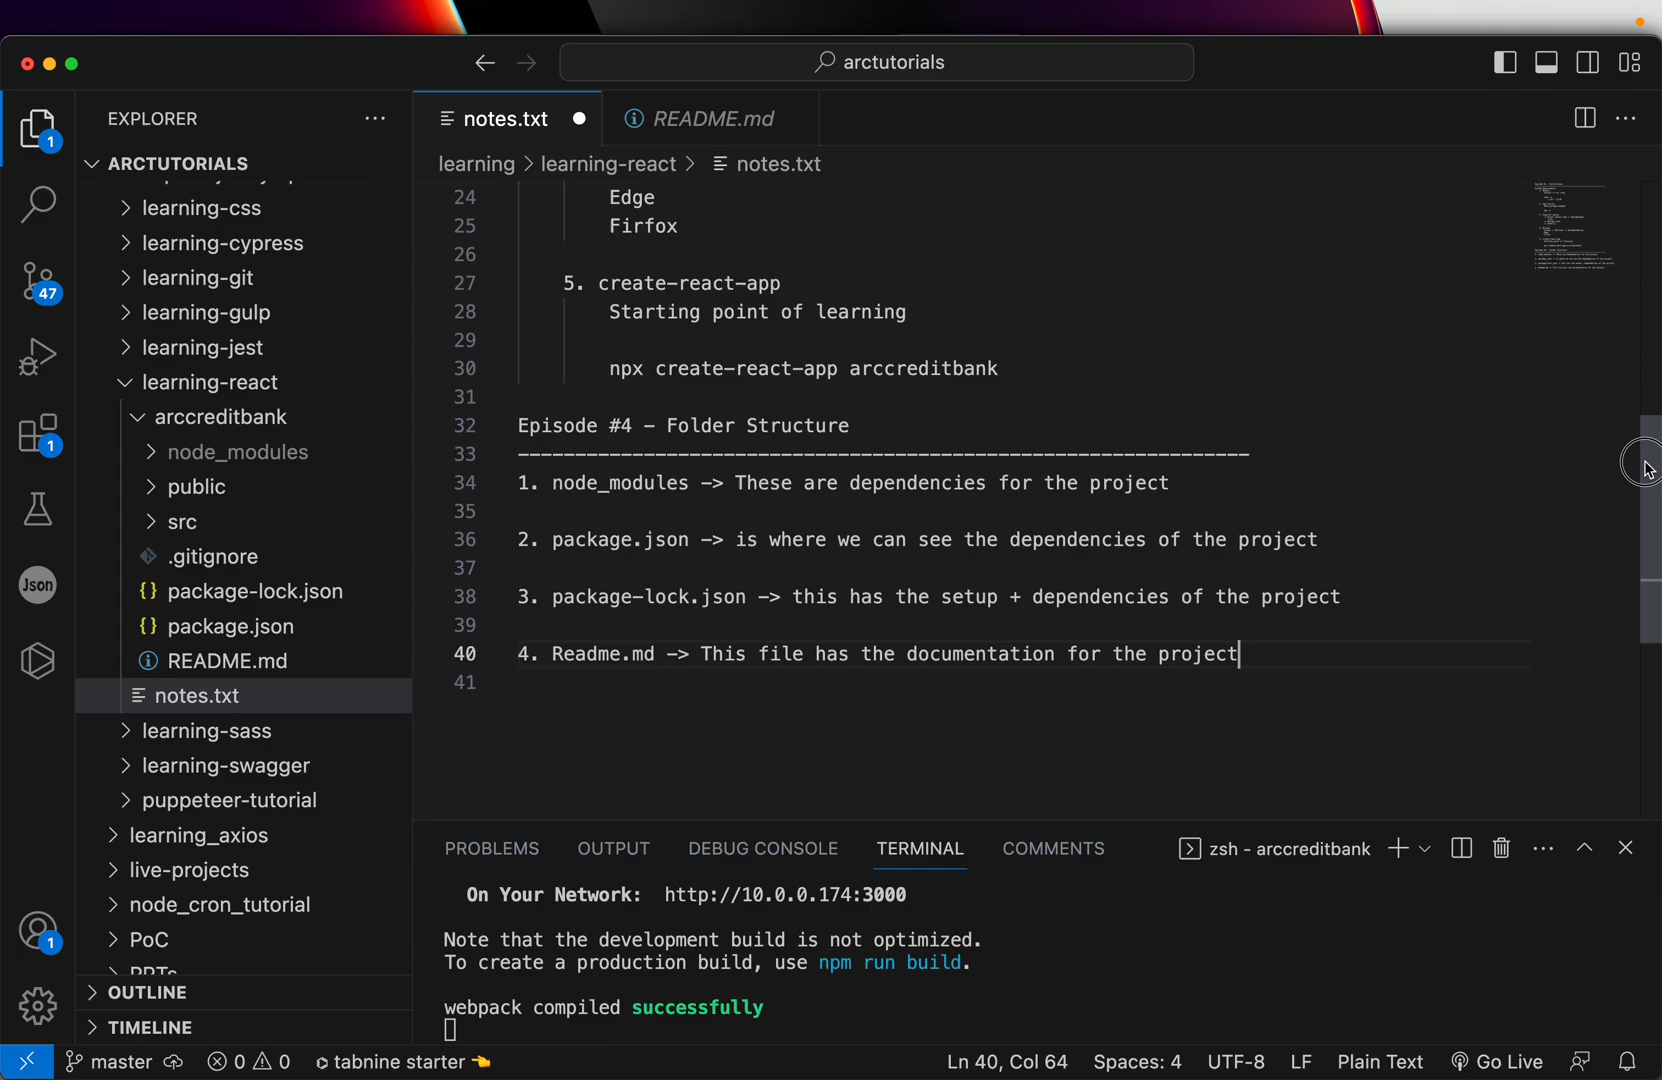 arctutorials
EXPLORER
notes.txt
README.md
ARCTUTORIALS
learning > learning-react > notes.txt
learning-css
learning-cypress
learning-git
learning-gulp
learning-jest
learning-react
arccreditbank
node_modules
public
src
.gitignore
package-lock.json
package.json
README.md
notes.txt
learning-sass
learning-swagger
puppeteer-tutorial
learning_axios
live-projects
node_cron_tutorial
PoC
PPTs
OUTLINE
TIMELINE
1
47
1
Json
1
24 Edge
25 Firfox
26
27 5. create-react-app
28 Starting point of learning
29
30 npx create-react-app arccreditbank
31
32 Episode #4 - Folder Structure
33 ----------------------------------------------------------------
34 1. node_modules -> These are dependencies for the project
35
36 2. package.json -> is where we can see the dependencies of the project
37
38 3. package-lock.json -> this has the setup + dependencies of the project
39
40 4. Readme.md -> This file has the documentation for the project
41
PROBLEMS OUTPUT DEBUG CONSOLE TERMINAL COMMENTS zsh - arccreditbank
On Your Network: http://10.0.0.174:3000
Note that the development build is not optimized.
To create a production build, use npm run build.
webpack compiled successfully
master 0 0 tabnine starter Ln 40, Col 64 Spaces: 4 UTF-8 LF Plain Text Go Live